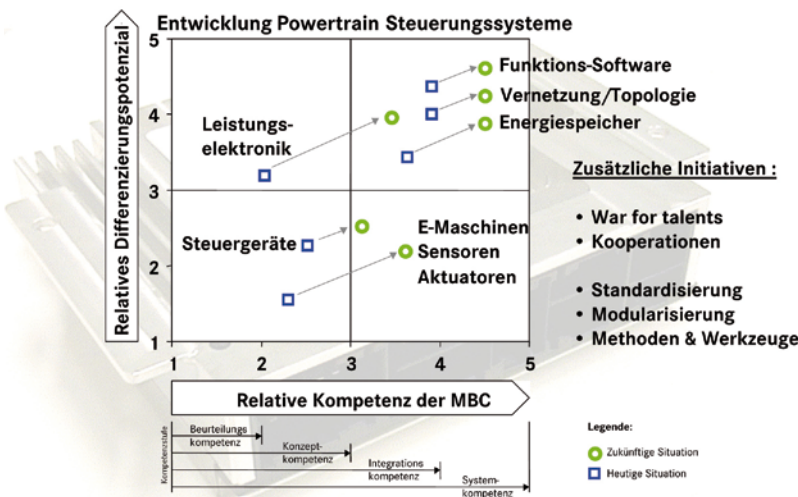 Entwicklung Powertrain Steuerungssysteme
Relatives Differenzierungspotenzial
5
4
3
2
1
Funktions-Software
Vernetzung/Topologie
Energiespeicher
Leistungs-
elektronik
Steuergeräte
E-Maschinen
Sensoren
Aktuatoren
1
2
3
4
5
Relative Kompetenz der MBC
Kompetenzstufe
Beurteilungs
kompetenz
Konzept-
kompetenz
Integrations
kompetenz
System-
kompetenz
Zusätzliche Initiativen :
• War for talents
• Kooperationen
• Standardisierung
• Modularisierung
• Methoden & Werkzeuge
Legende:
Zukünftige Situation
Heutige Situation